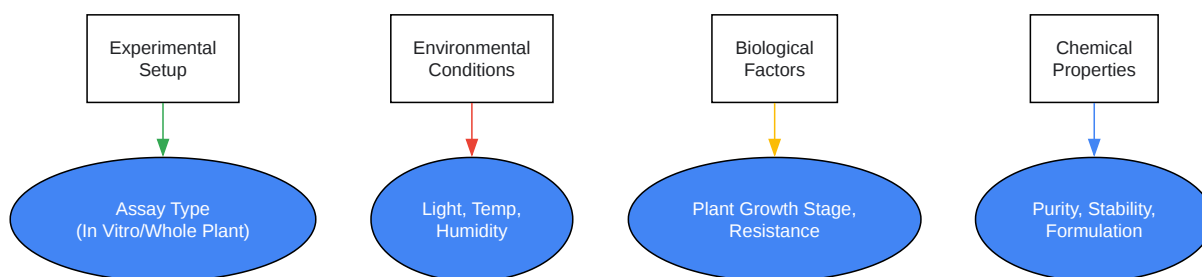 Experimental
Setup
Environmental
Conditions
Biological
Factors
Chemical
Properties
Assay Type
(In Vitro/Whole Plant)
Light, Temp,
Humidity
Plant Growth Stage,
Resistance
Purity, Stability,
Formulation